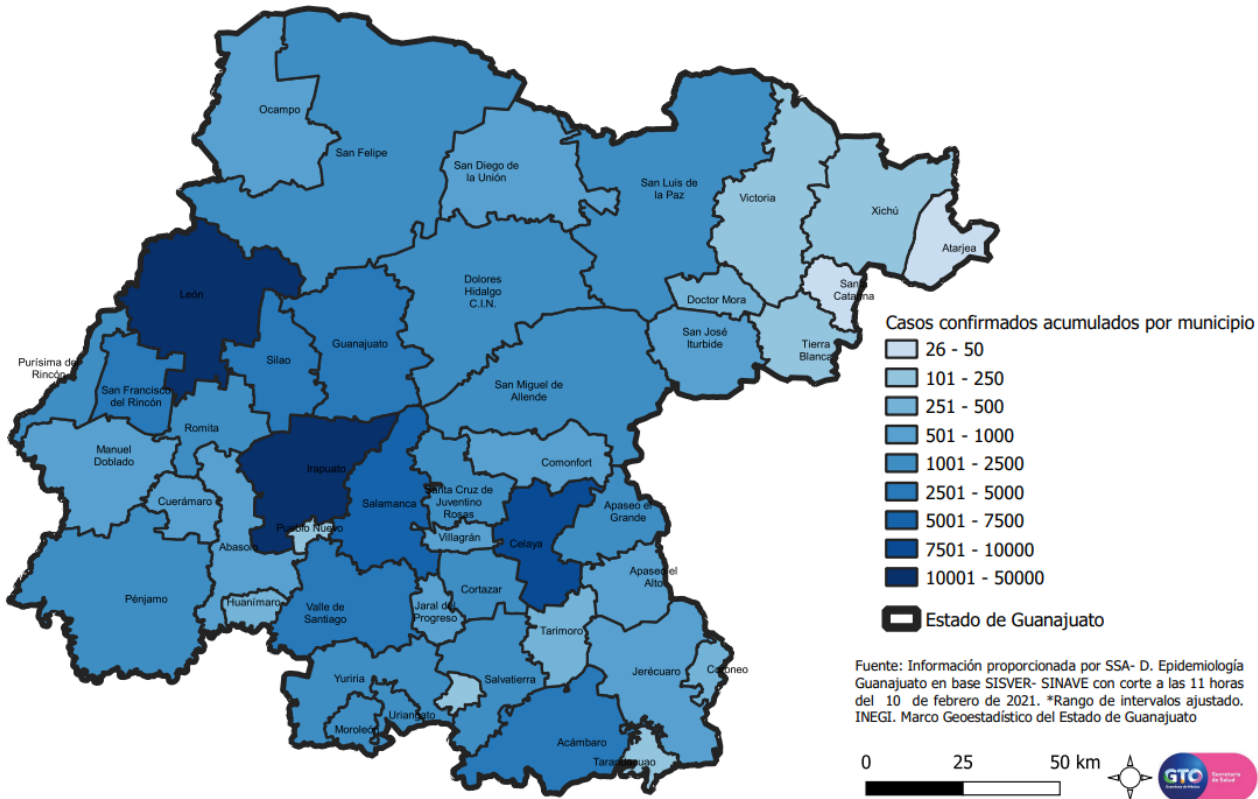 Ocampo
San Felipe
San Diego de
la Unión
San Luis de
la Paz
Victoria
Xichú
Atarjea
Santa
Catarina
León
Dolores
Hidalgo
C.I.N.
Doctor Mora
San José
Iturbide
Tierra
Blanca
Purísima del
Rincón
San Francisco
del Rincón
Silao
Guanajuato
San Miguel de
Allende
Romita
Manuel
Doblado
Irapuato
Comonfort
Cuerámaro
Salamanca
Santa Cruz de
Juventino
Rosas
Apaseo el
Grande
Pueblo Nuevo
Villagrán
Celaya
Abasolo
Apaseo el
Alto
Pénjamo
Huanímaro
Valle de
Santiago
Jaral del
Progreso
Cortazar
Tarimoro
Jerécuaro
Coroneo
Yuriria
Salvatierra
Uriangato
Moroleón
Acámbaro
Tarandacuao
Casos confirmados acumulados por municipio
26 - 50
101 - 250
251 - 500
501 - 1000
1001 - 2500
2501 - 5000
5001 - 7500
7501 - 10000
10001 - 50000
Estado de Guanajuato
Fuente: Información proporcionada por SSA- D. Epidemiología
Guanajuato en base SISVER- SINAVE con corte a las 11 horas
del 10 de febrero de 2021. *Rango de intervalos ajustado.
INEGI. Marco Geoestadístico del Estado de Guanajuato
0 25 50 km
GTO
Grandeza de México
Secretaría
de Salud